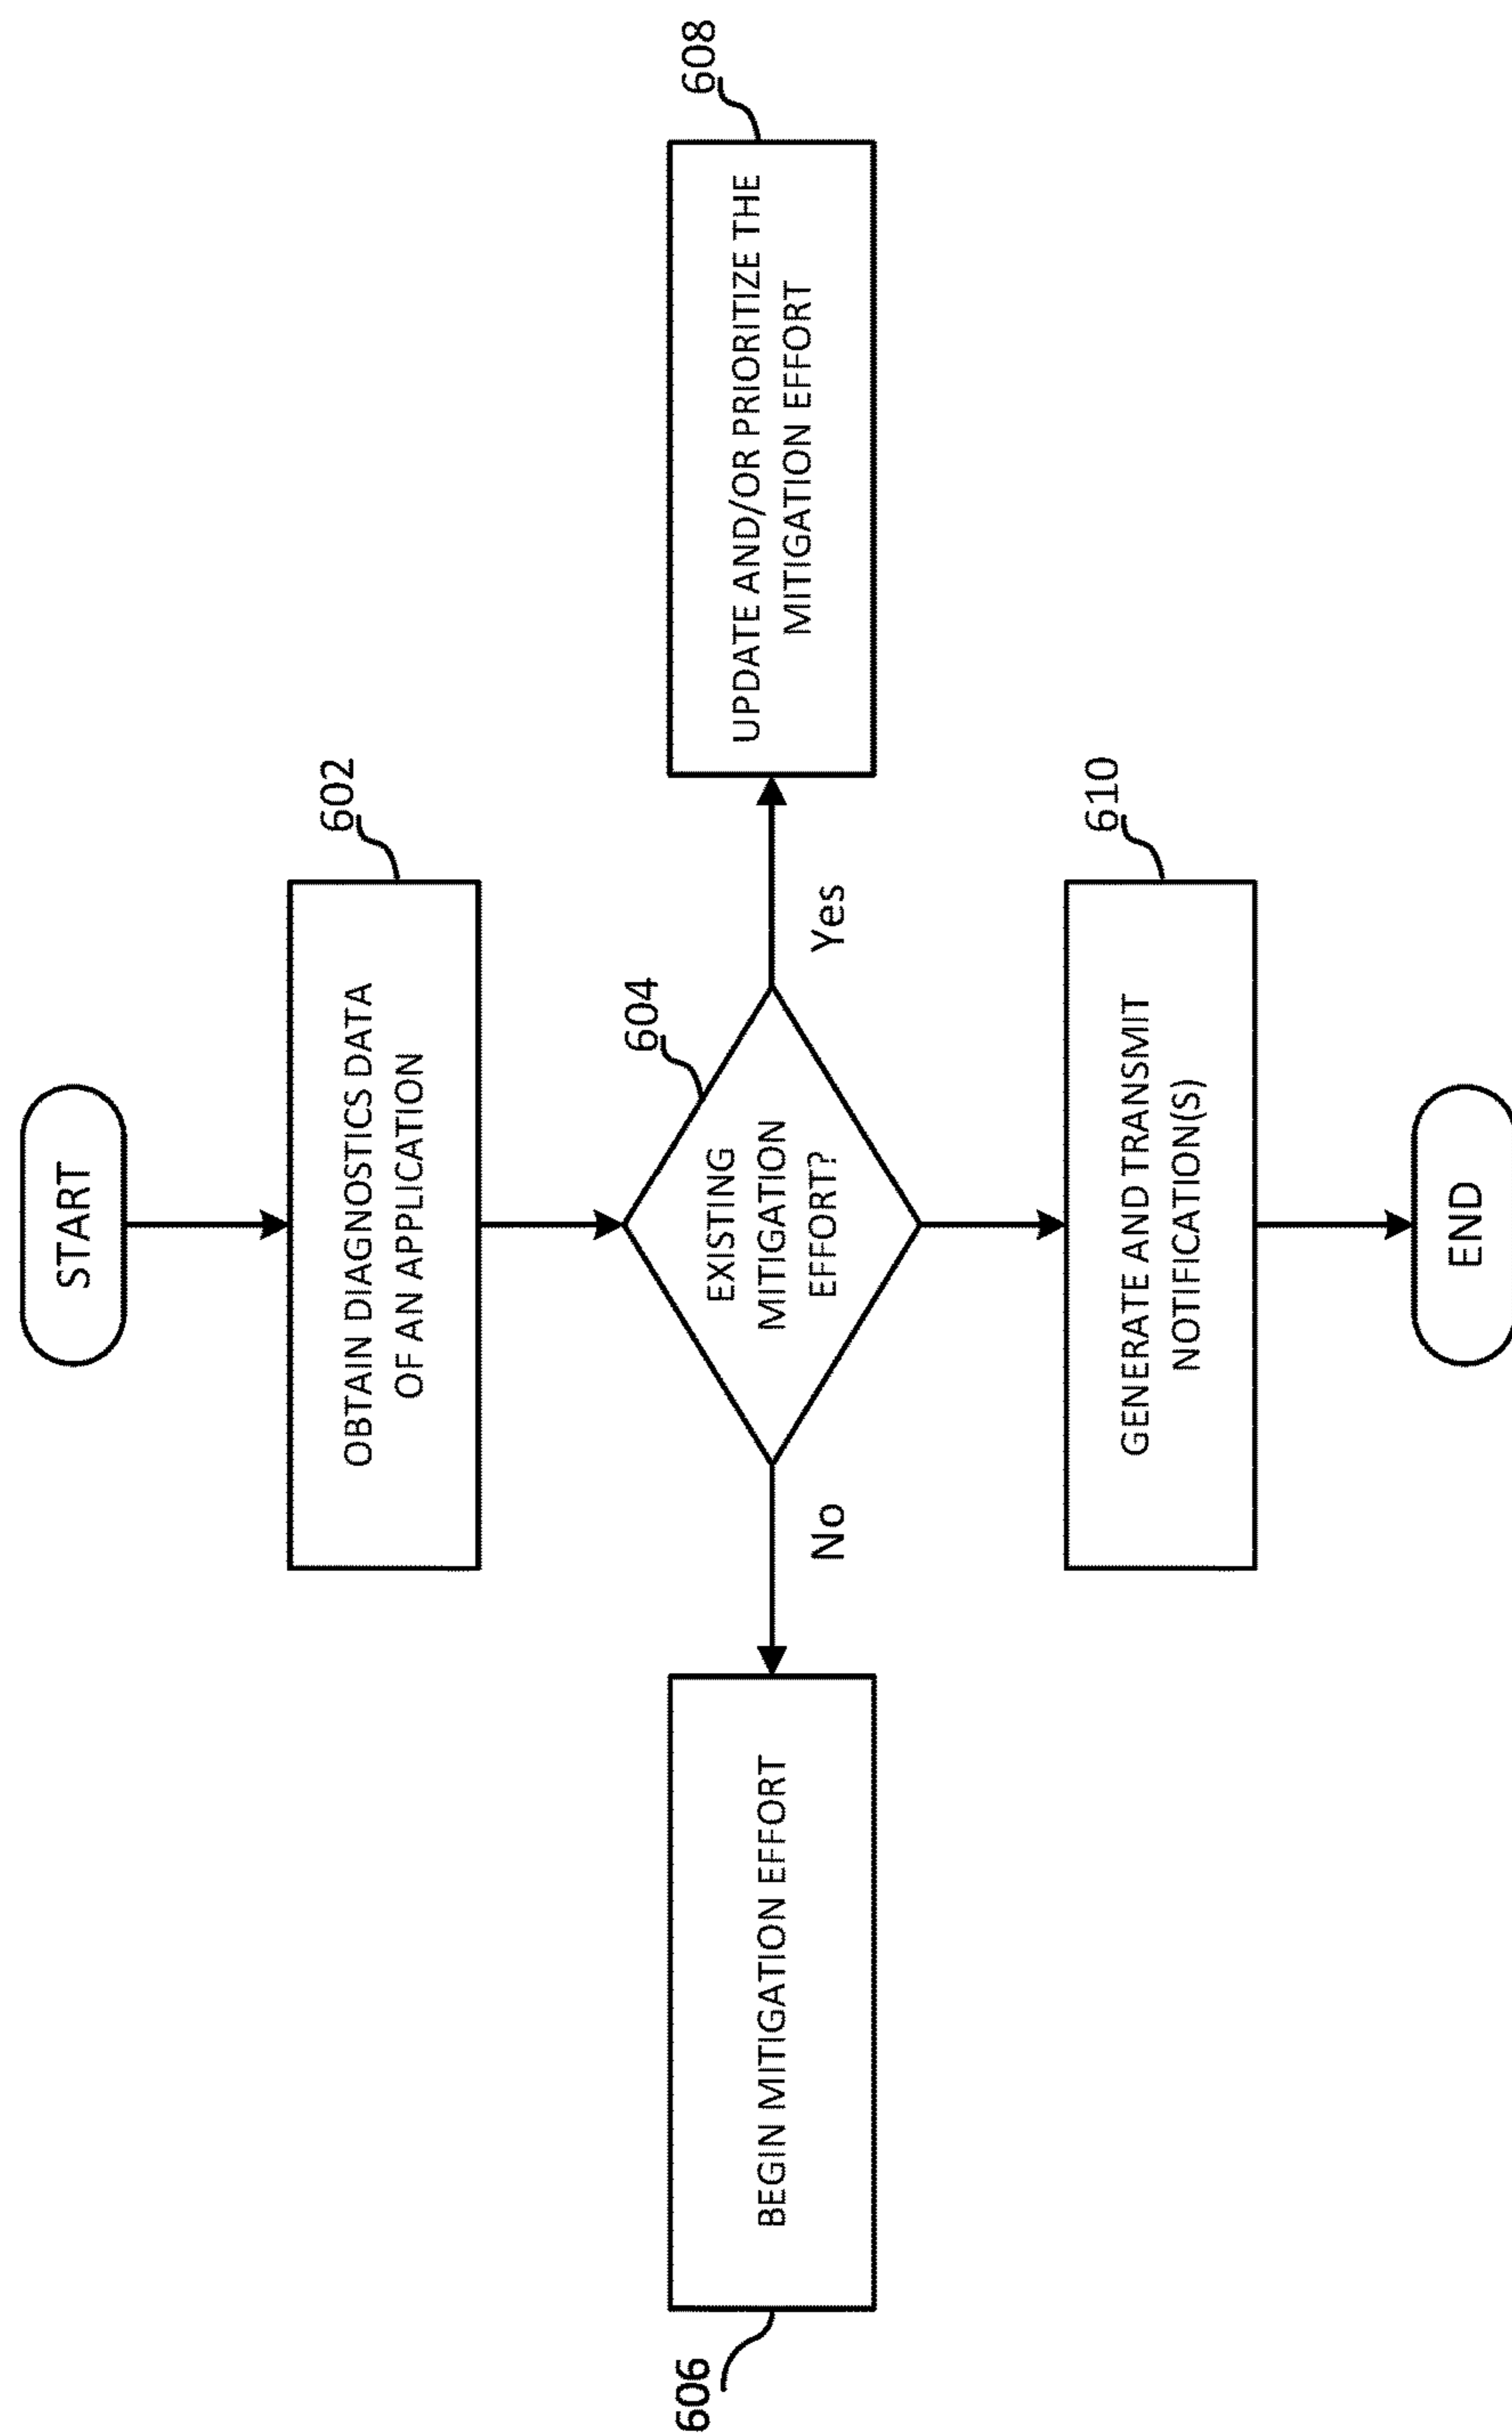 START
602
OBTAIN DIAGNOSTICS DATA
OF AN APPLICATION
604
EXISTING
MITIGATION
EFFORT?
No
Yes
606
BEGIN MITIGATION EFFORT
608
UPDATE AND/OR PRIORITIZE THE
MITIGATION EFFORT
610
GENERATE AND TRANSMIT
NOTIFICATION(S)
END